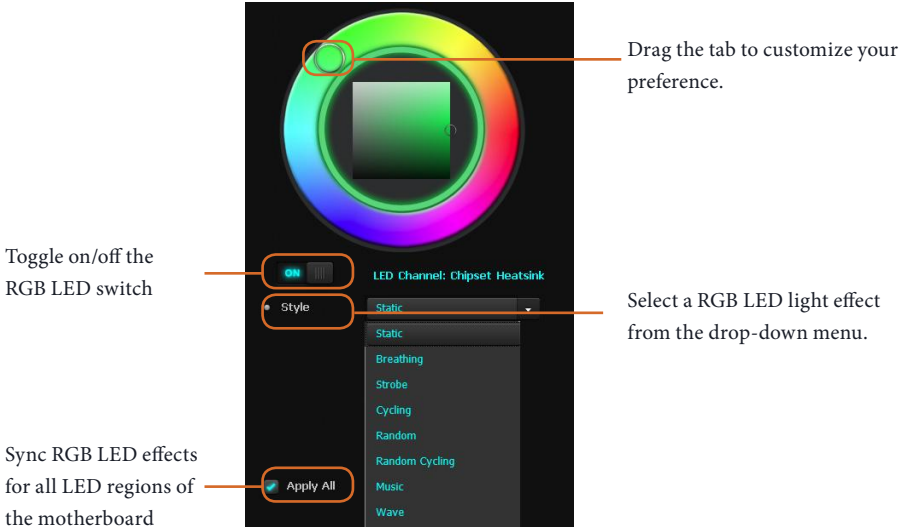 Drag the tab to customize your
preference.
Toggle on/off the
RGB LED switch
ON
LED Channel: Chipset Heatsink
Style
Static
Select a RGB LED light effect
from the drop-down menu.
Static
Breathing
Strobe
Cycling
Random
Random Cycling
Music
Wave
Sync RGB LED effects
for all LED regions of
the motherboard
Apply All